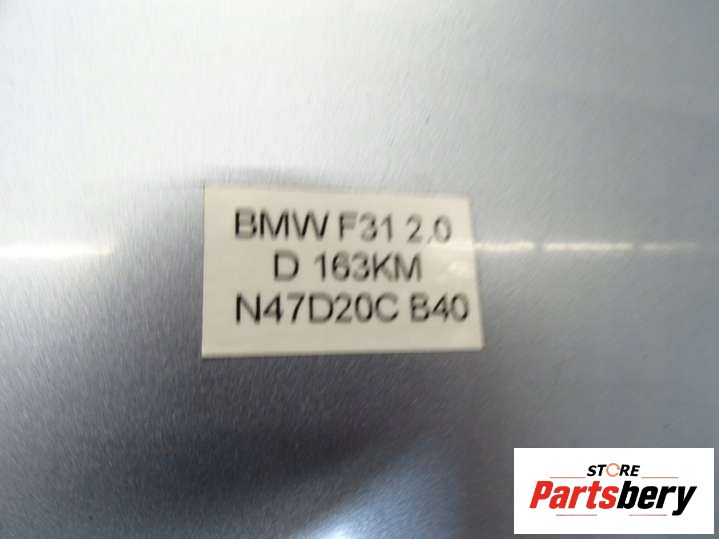 BMW F31 2.0
D 163KM
N47D20C B40
STORE
Partsbery